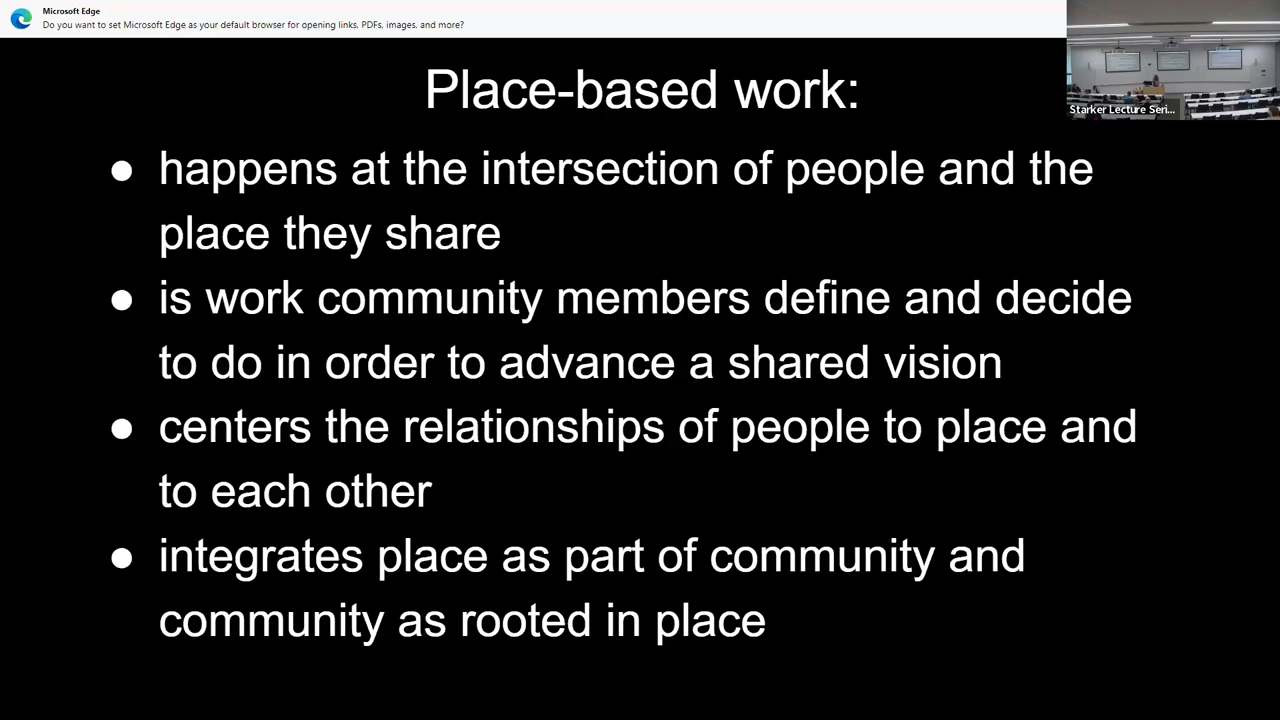 Microsoft Edge
Do you want to set Microsoft Edge as your default browser for opening links, PDFs, images, and more?
Starker Lecture Seri...
Place-based work:
● happens at the intersection of people and the
place they share
● is work community members define and decide
to do in order to advance a shared vision
● centers the relationships of people to place and
to each other
● integrates place as part of community and
community as rooted in place